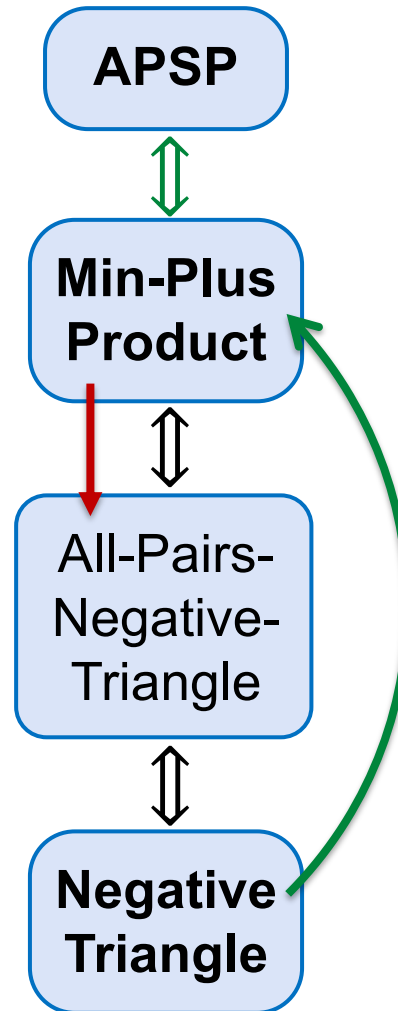 APSP
Min-Plus
Product
All-Pairs-
Negative-
Triangle
Negative
Triangle